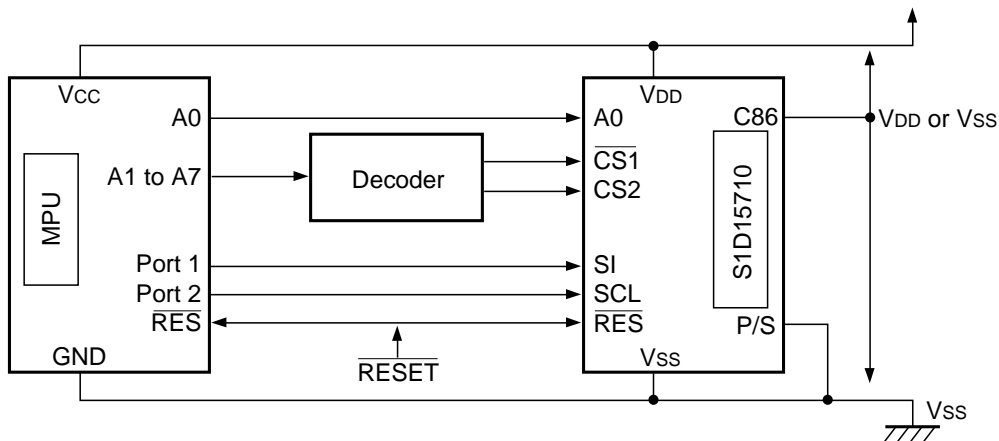 VCC
A0
A1 to A7
MPU
Port 1
Port 2
RES
GND
Decoder
RESET
VDD
A0
CS1
CS2
SI
SCL
RES
VSS
C86
S1D15710
P/S
VDD or VSS
VSS